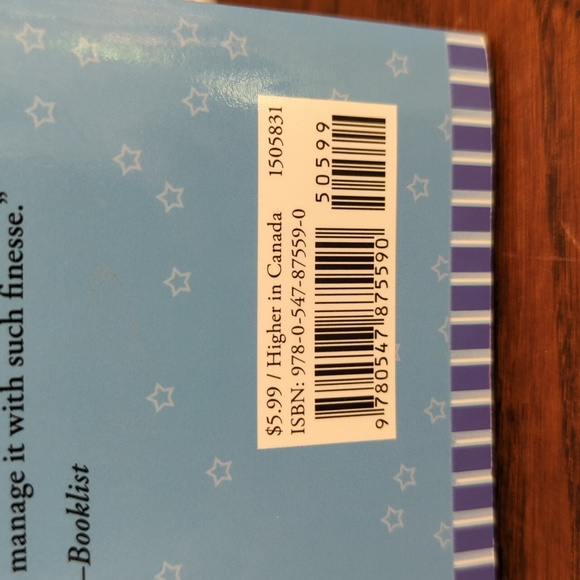 manage it with such finesse.”
—Booklist
$5.99 / Higher in Canada 1505831
ISBN: 978-0-547-87559-0
50599
9 780547 875590